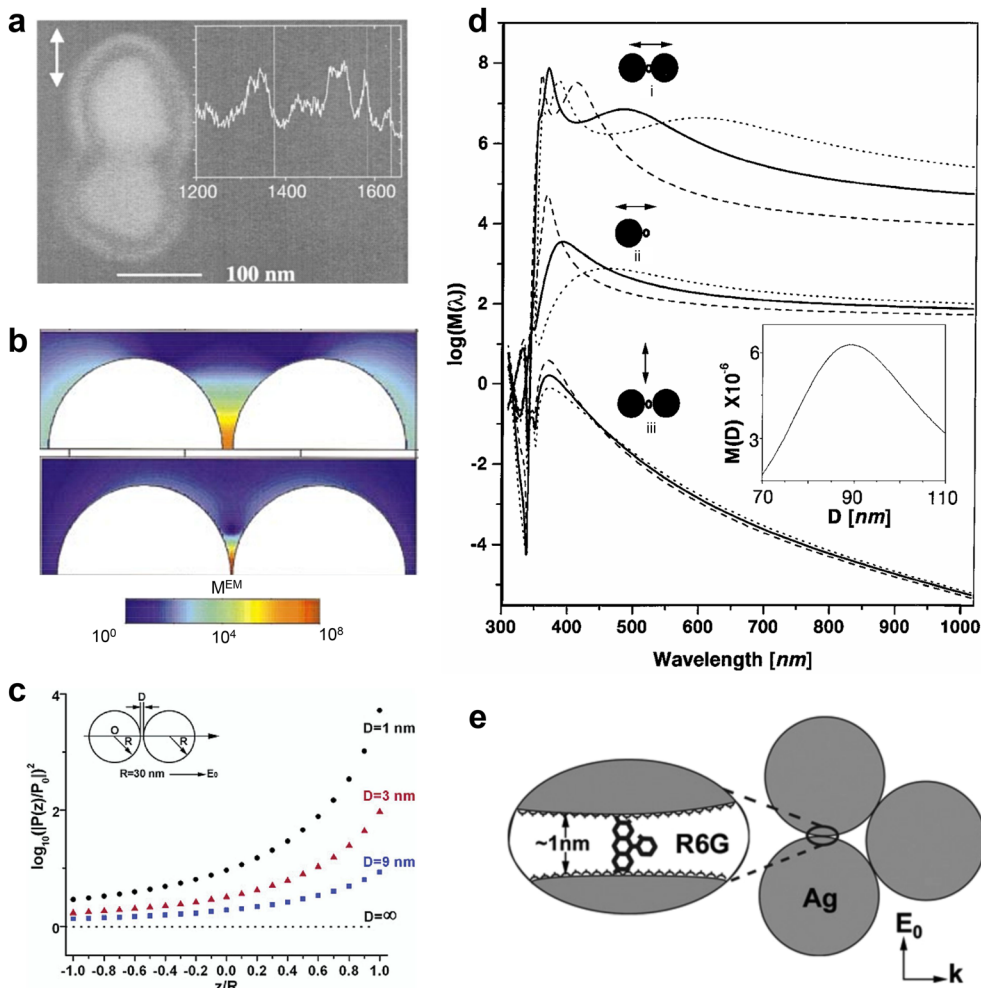 a
1200
1400
1600
100 nm
b
M^EM
10^0
10^4
10^8
c
4
2
0
log10(|P(z)/P0|)^2
D
O
R
R
R=30 nm
E0
D=1 nm
D=3 nm
D=9 nm
D=∞
-1.0 -0.8 -0.6 -0.4 -0.2 0.0 0.2 0.4 0.6 0.8 1.0
z/R
d
8
6
4
2
0
-2
-4
log(M(λ))
i
ii
iii
6
3
M(D) X10^-6
70
90
110
D [nm]
300 400 500 600 700 800 900 1000
Wavelength [nm]
e
~1nm
R6G
Ag
E0
k